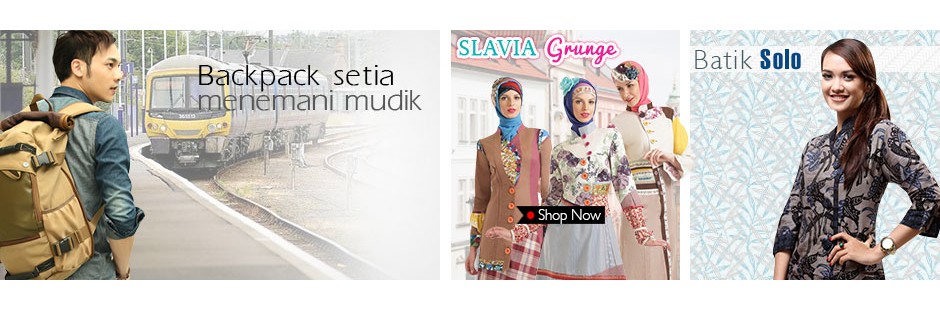 Backpack setia
menemani mudik
SLAVIA Grunge
Shop Now
Batik Solo